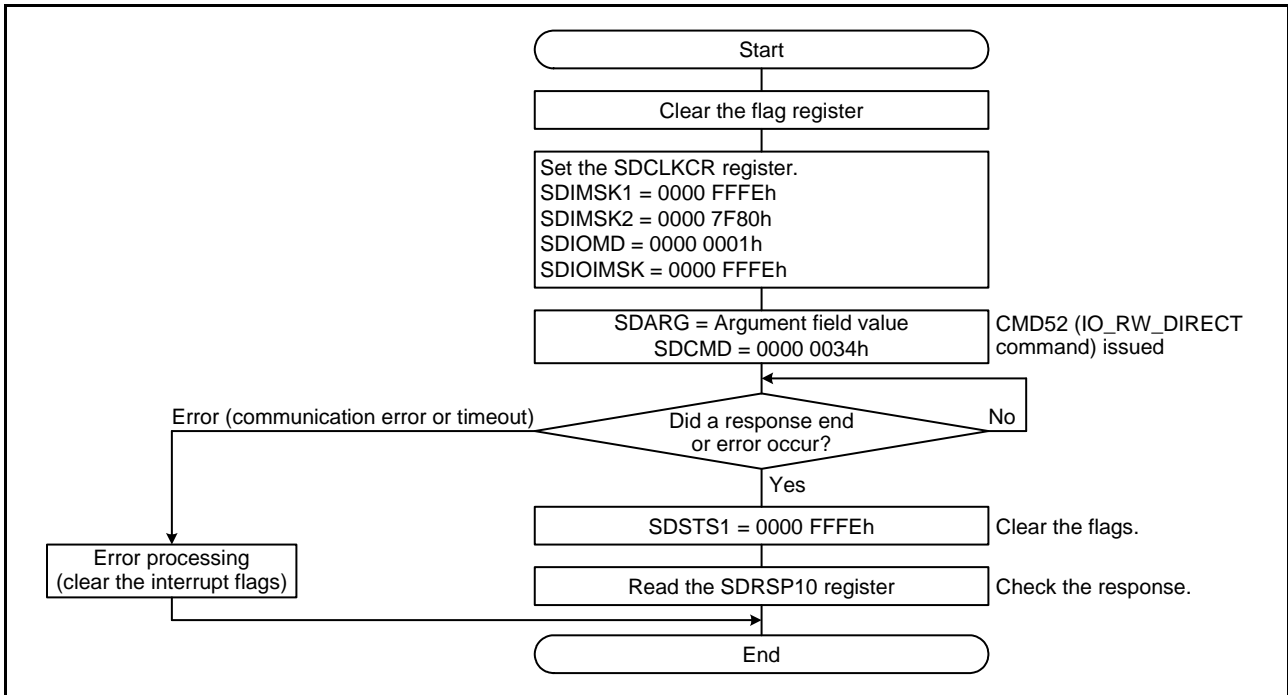 Start
Clear the flag register
Set the SDCLKCR register.
SDIMSK1 = 0000 FFFEh
SDIMSK2 = 0000 7F80h
SDIOMD = 0000 0001h
SDIOIMSK = 0000 FFFEh
SDARG = Argument field value
SDCMD = 0000 0034h
CMD52 (IO_RW_DIRECT
command) issued
Error (communication error or timeout)
Did a response end
or error occur?
No
Yes
SDSTS1 = 0000 FFFEh
Clear the flags.
Error processing
(clear the interrupt flags)
Read the SDRSP10 register
Check the response.
End